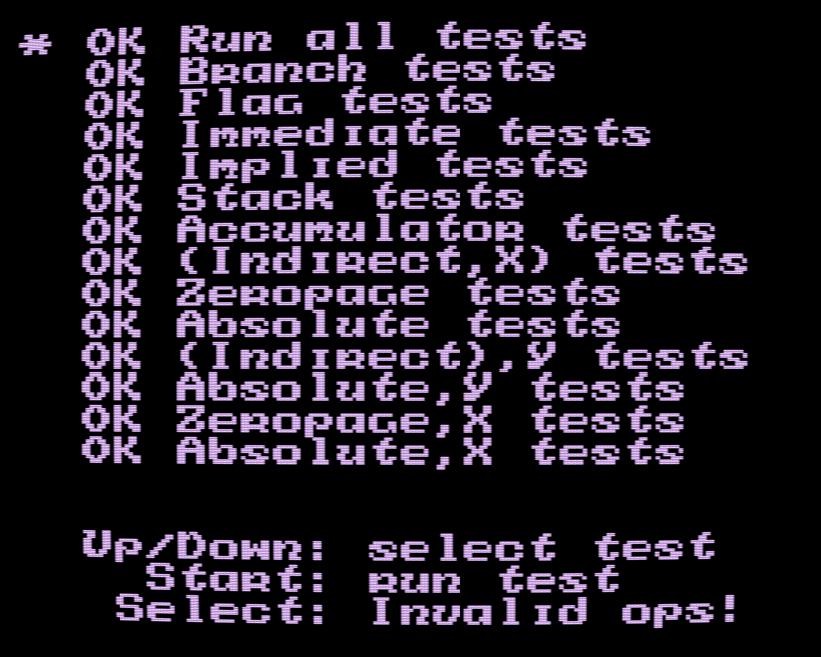 * OK Run all tests
OK Branch tests
OK Flag tests
OK Immediate tests
OK Implied tests
OK Stack tests
OK Accumulator tests
OK (Indirect,X) tests
OK Zeropage tests
OK Absolute tests
OK (Indirect),Y tests
OK Absolute,Y tests
OK Zeropage,X tests
OK Absolute,X tests
Up/Down: select test
Start: run test
Select: Invalid ops!